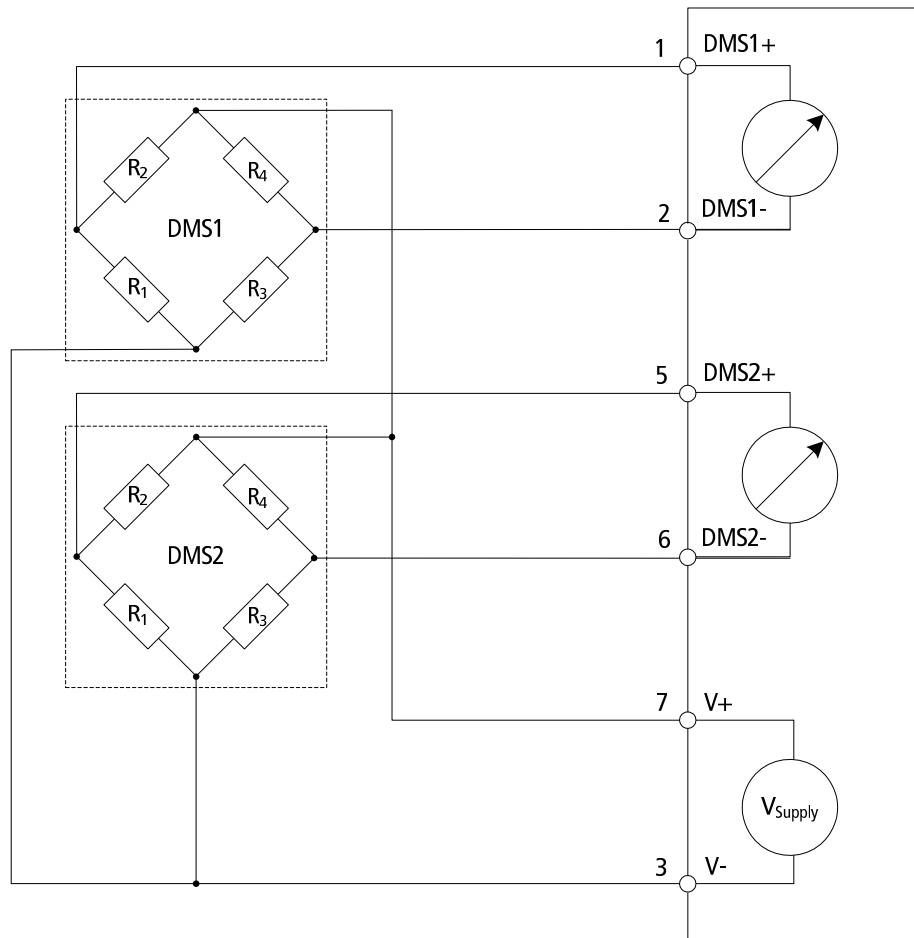 1 DMS1+
R₂ R₄
DMS1
2 DMS1-
R₁ R₃
5 DMS2+
R₂ R₄
DMS2
6 DMS2-
R₁ R₃
7 V+
V_Supply
3 V-